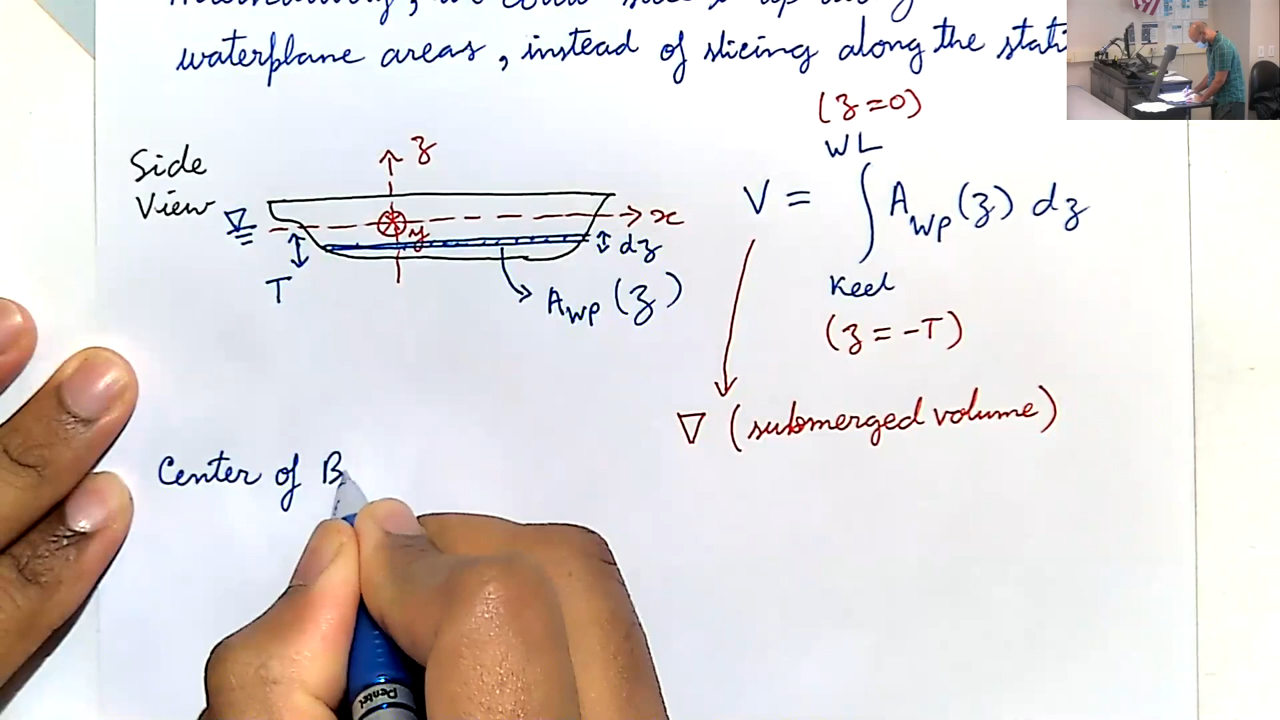 waterplane areas, instead of slicing along the
Side
View
z
x
y
T
dz
A_WP (z)
(z=0)
WL
V = ∫ A_WP (z) dz
Keel
(z = -T)
∇ (submerged volume)
Center of B
Pentel